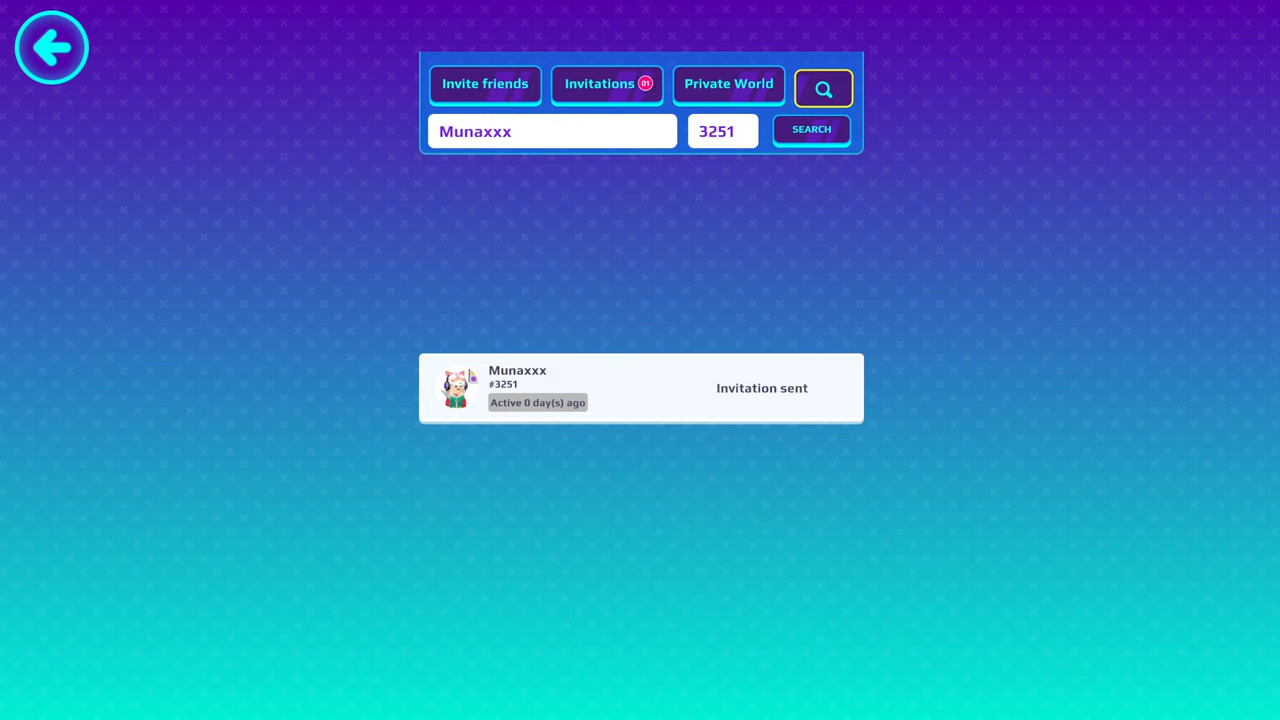 Invite friends
Invitations 01
Private World
Munaxxx
3251
SEARCH
Munaxxx
#3251
Active 0 day(s) ago
Invitation sent